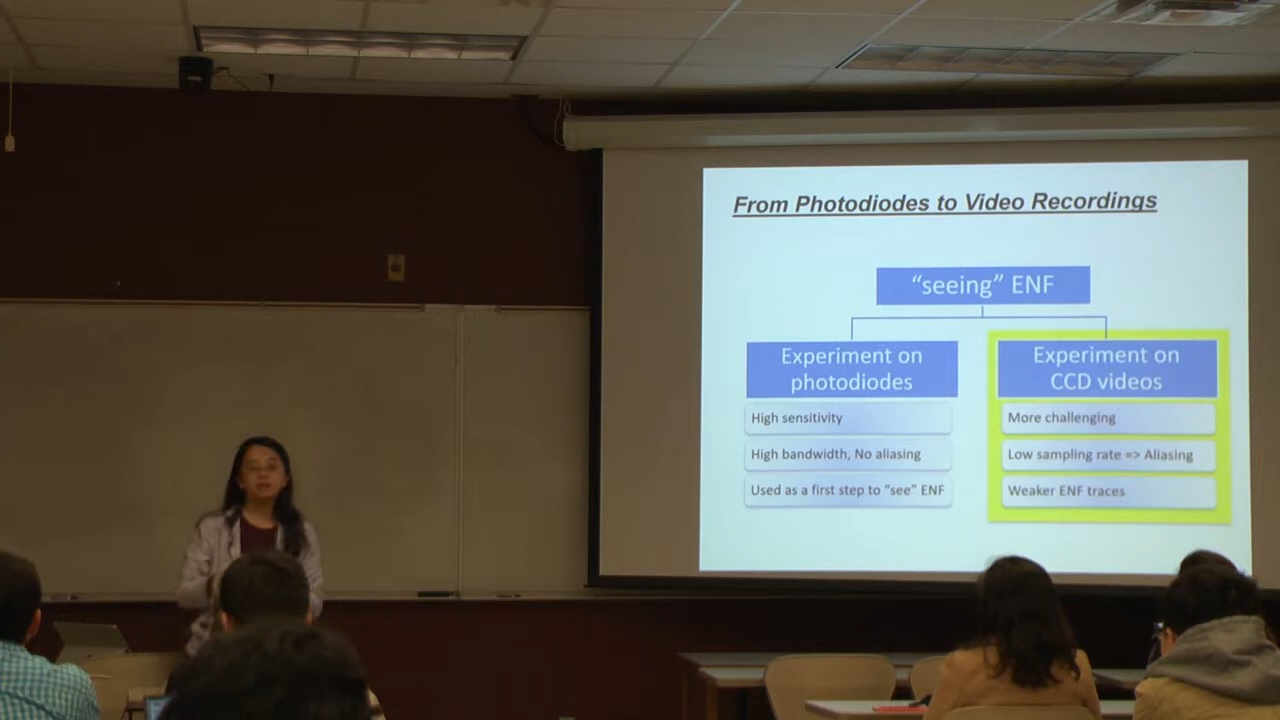 From Photodiodes to Video Recordings
“seeing” ENF
Experiment on
photodiodes
High sensitivity
High bandwidth, No aliasing
Used as a first step to “see” ENF
Experiment on
CCD videos
More challenging
Low sampling rate => Aliasing
Weaker ENF traces